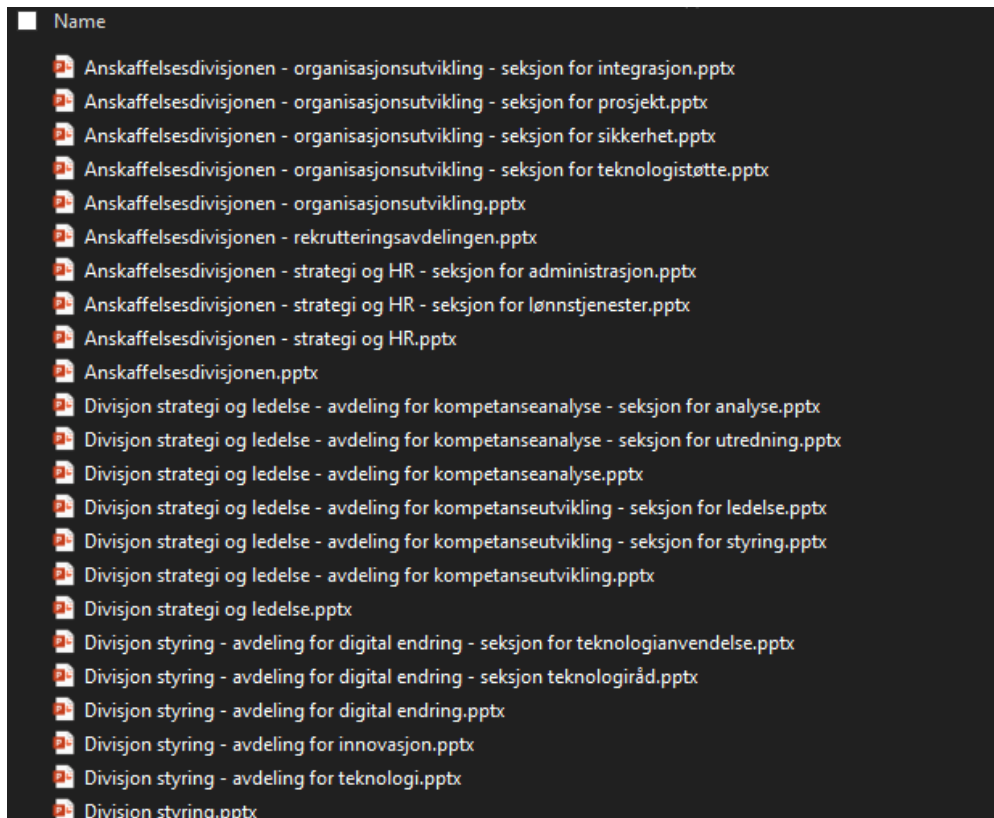 Name
Anskaffelsesdivisjonen - organisasjonsutvikling - seksjon for integrasjon.pptx
Anskaffelsesdivisjonen - organisasjonsutvikling - seksjon for prosjekt.pptx
Anskaffelsesdivisjonen - organisasjonsutvikling - seksjon for sikkerhet.pptx
Anskaffelsesdivisjonen - organisasjonsutvikling - seksjon for teknologistøtte.pptx
Anskaffelsesdivisjonen - organisasjonsutvikling.pptx
Anskaffelsesdivisjonen - rekrutteringsavdelingen.pptx
Anskaffelsesdivisjonen - strategi og HR - seksjon for administrasjon.pptx
Anskaffelsesdivisjonen - strategi og HR - seksjon for lønnstjenester.pptx
Anskaffelsesdivisjonen - strategi og HR.pptx
Anskaffelsesdivisjonen.pptx
Divisjon strategi og ledelse - avdeling for kompetanseanalyse - seksjon for analyse.pptx
Divisjon strategi og ledelse - avdeling for kompetanseanalyse - seksjon for utredning.pptx
Divisjon strategi og ledelse - avdeling for kompetanseanalyse.pptx
Divisjon strategi og ledelse - avdeling for kompetanseutvikling - seksjon for ledelse.pptx
Divisjon strategi og ledelse - avdeling for kompetanseutvikling - seksjon for styring.pptx
Divisjon strategi og ledelse - avdeling for kompetanseutvikling.pptx
Divisjon strategi og ledelse.pptx
Divisjon styring - avdeling for digital endring - seksjon for teknologianvendelse.pptx
Divisjon styring - avdeling for digital endring - seksjon teknologiråd.pptx
Divisjon styring - avdeling for digital endring.pptx
Divisjon styring - avdeling for innovasjon.pptx
Divisjon styring - avdeling for teknologi.pptx
Divisjon styring.pptx